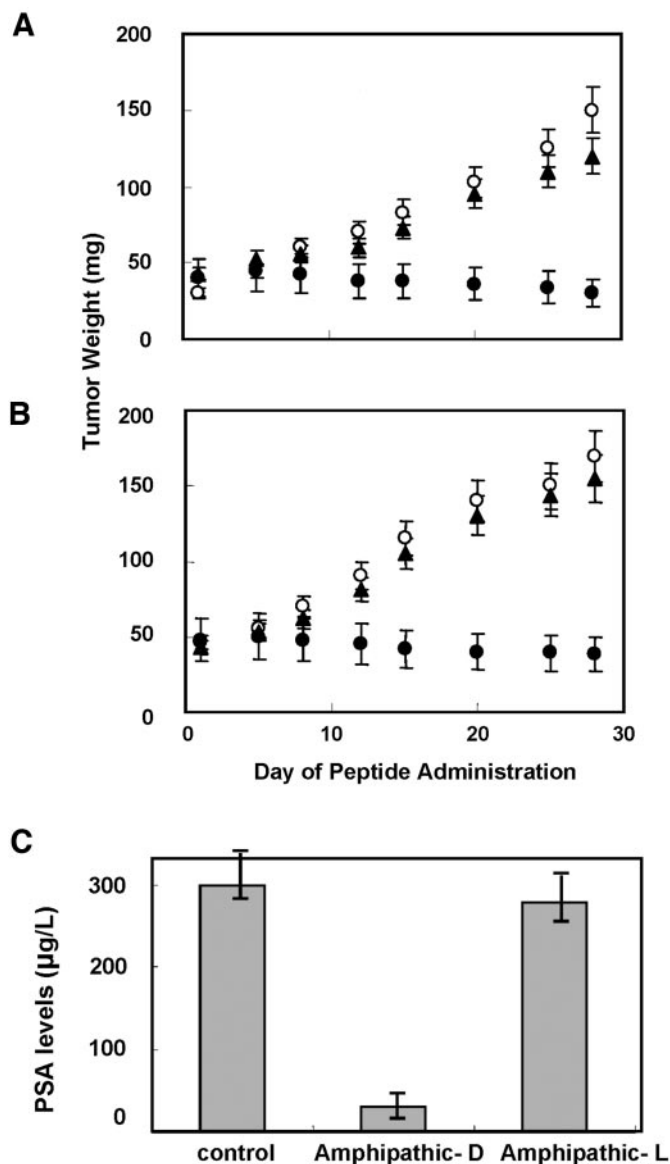 A
200
150
100
50
0
Tumor Weight (mg)
B
200
150
100
50
0
0 10 20 30
Day of Peptide Administration
C
300
200
100
0
PSA levels (µg/L)
control Amphipathic- D Amphipathic- L